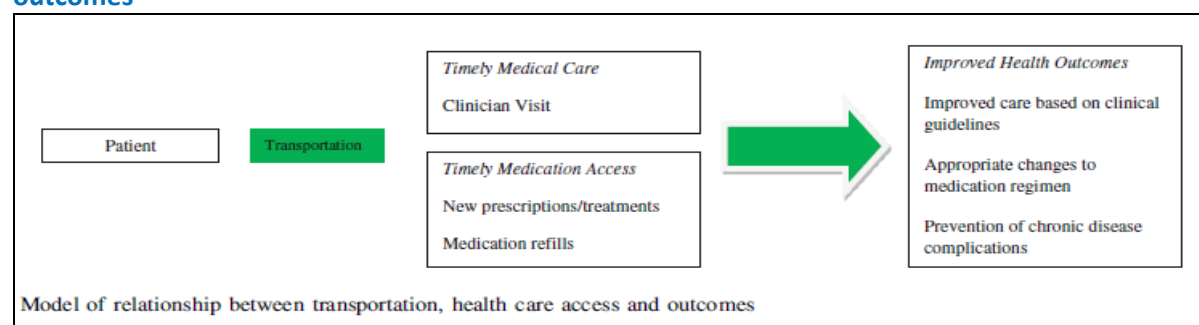 outcomes
Patient
Transportation
Timely Medical Care
Clinician Visit
Timely Medication Access
New prescriptions/treatments
Medication refills
Improved Health Outcomes
Improved care based on clinical
guidelines
Appropriate changes to
medication regimen
Prevention of chronic disease
complications
Model of relationship between transportation, health care access and outcomes